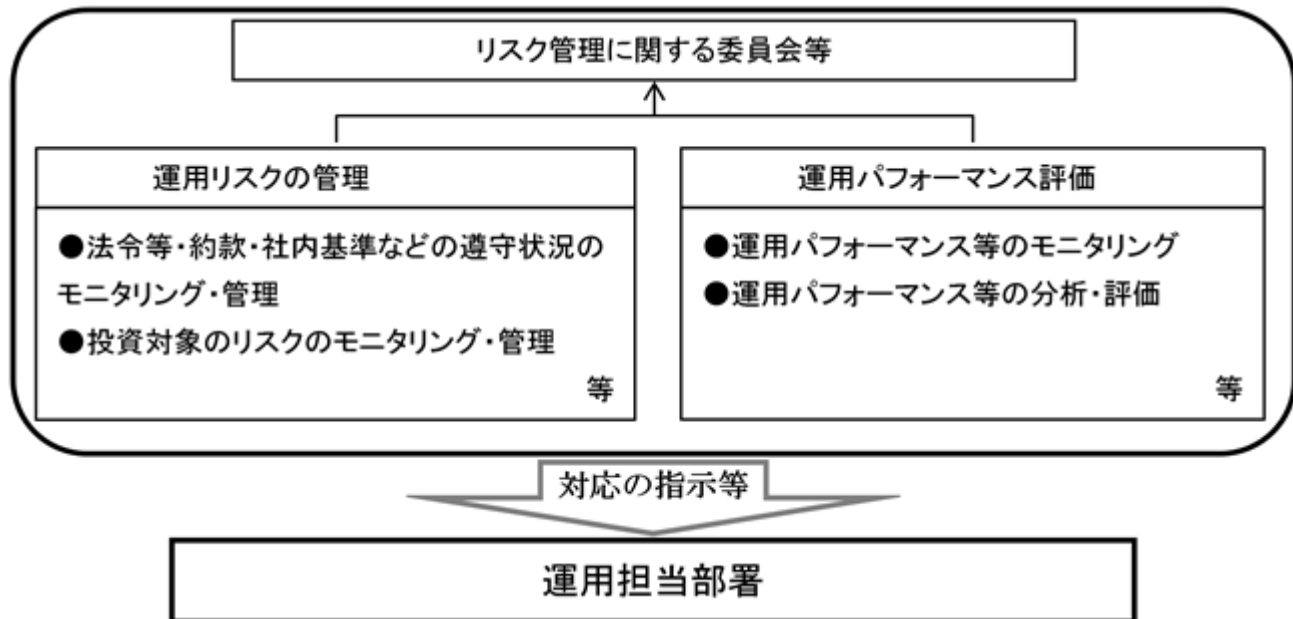 リスク管理に関する委員会等
運用リスクの管理
●法令等・約款・社内基準などの遵守状況の
モニタリング・管理
●投資対象のリスクのモニタリング・管理
等
運用パフォーマンス評価
●運用パフォーマンス等のモニタリング
●運用パフォーマンス等の分析・評価
等
対応の指示等
運用担当部署